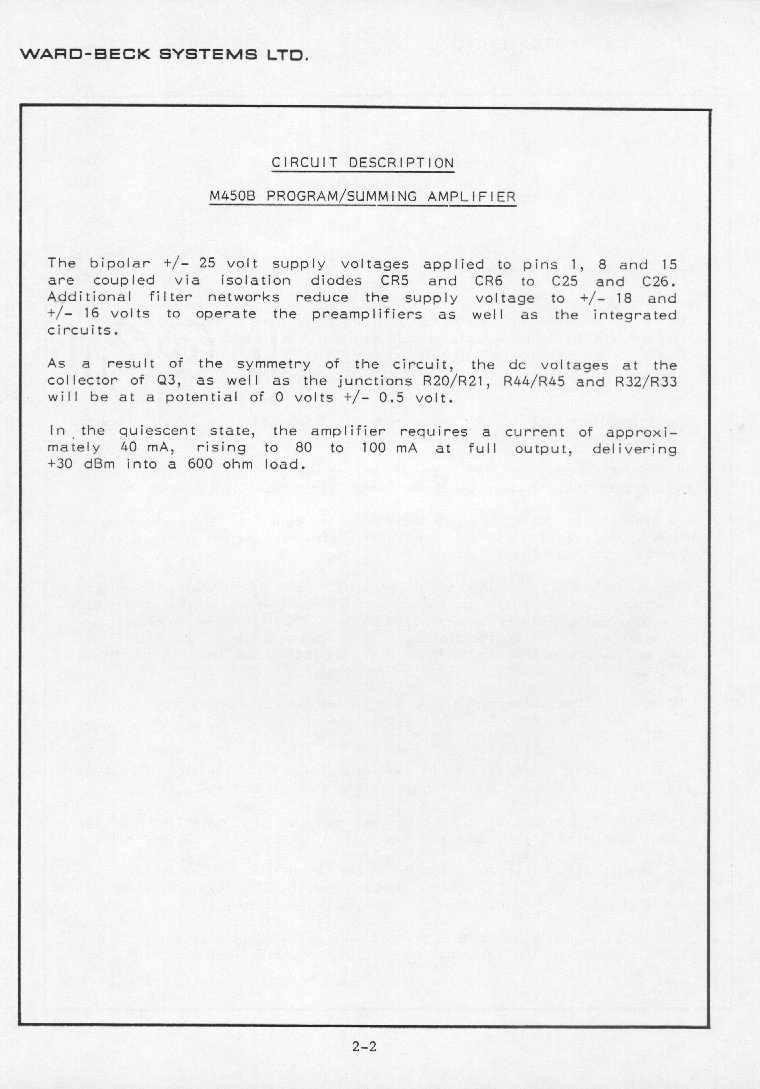 WARD-BECK SYSTEMS LTD.
CIRCUIT DESCRIPTION
M450B PROGRAM/SUMMING AMPLIFIER
The bipolar +/- 25 volt supply voltages applied to pins 1, 8 and 15
are coupled via isolation diodes CR5 and CR6 to C25 and C26.
Additional filter networks reduce the supply voltage to +/- 18 and
+/- 16 volts to operate the preamplifiers as well as the integrated
circuits.
As a result of the symmetry of the circuit, the dc voltages at the
collector of Q3, as well as the junctions R20/R21, R44/R45 and R32/R33
will be at a potential of 0 volts +/- 0.5 volt.
In the quiescent state, the amplifier requires a current of approxi-
mately 40 mA, rising to 80 to 100 mA at full output, delivering
+30 dBm into a 600 ohm load.
2-2